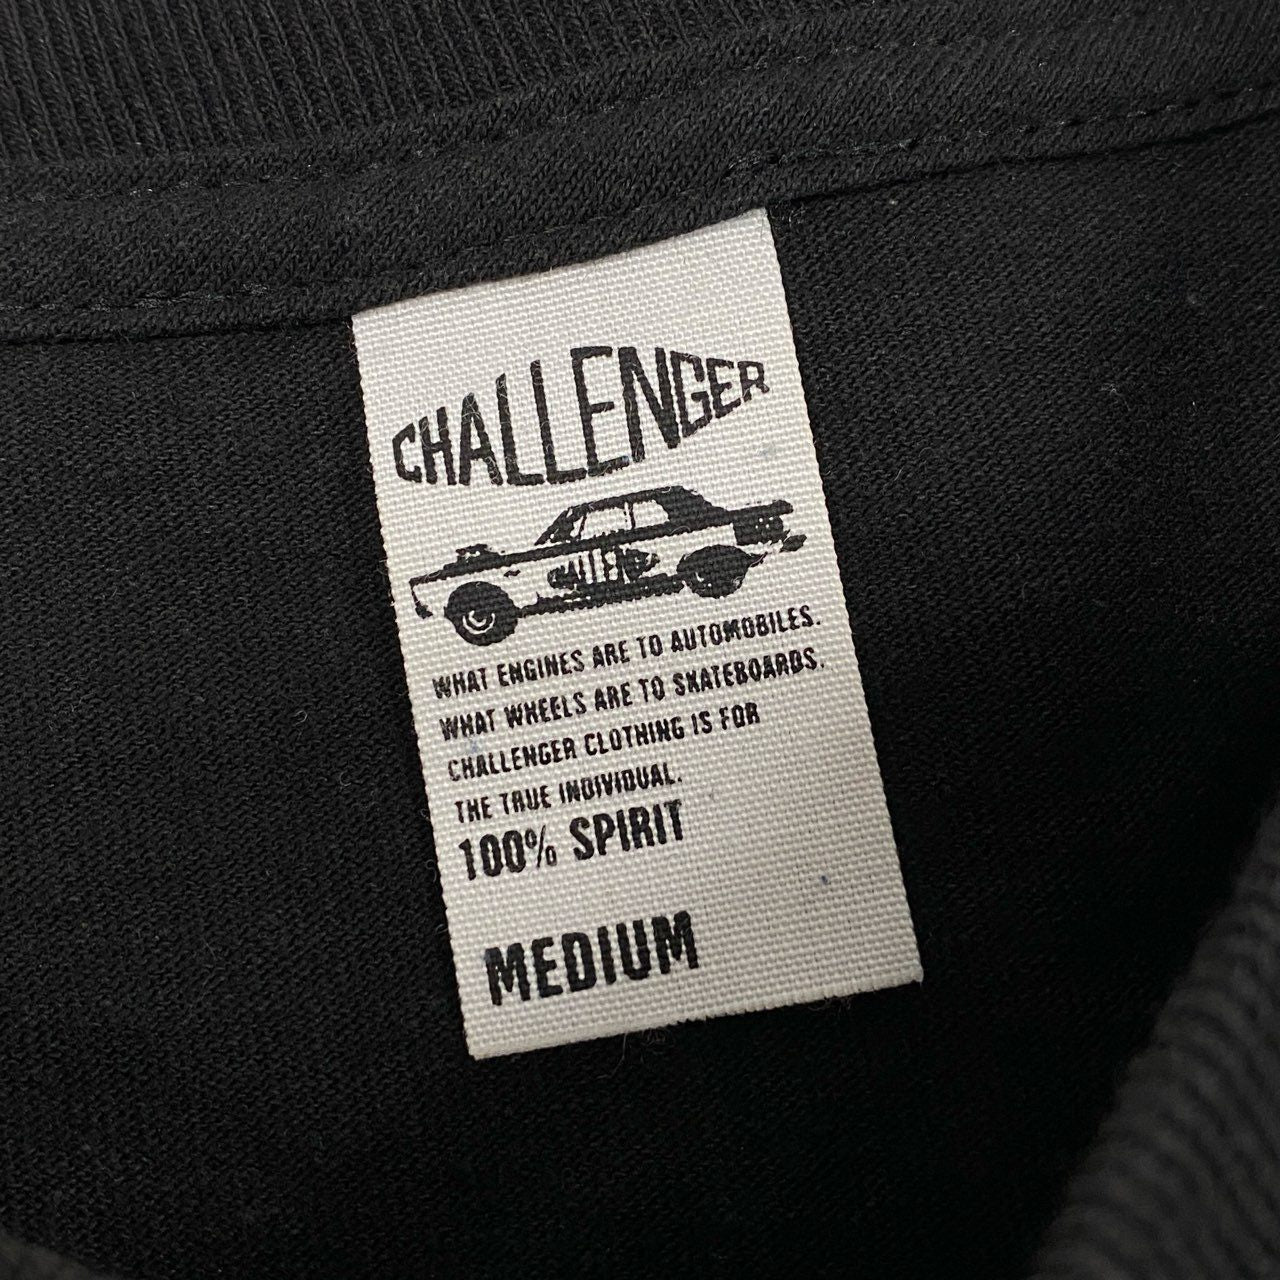 CHALLENGER
WHAT ENGINES ARE TO AUTOMOBILES.
WHAT WHEELS ARE TO SKATEBOARDS.
CHALLENGER CLOTHING IS FOR
THE TRUE INDIVIDUAL.
100% SPIRIT
MEDIUM